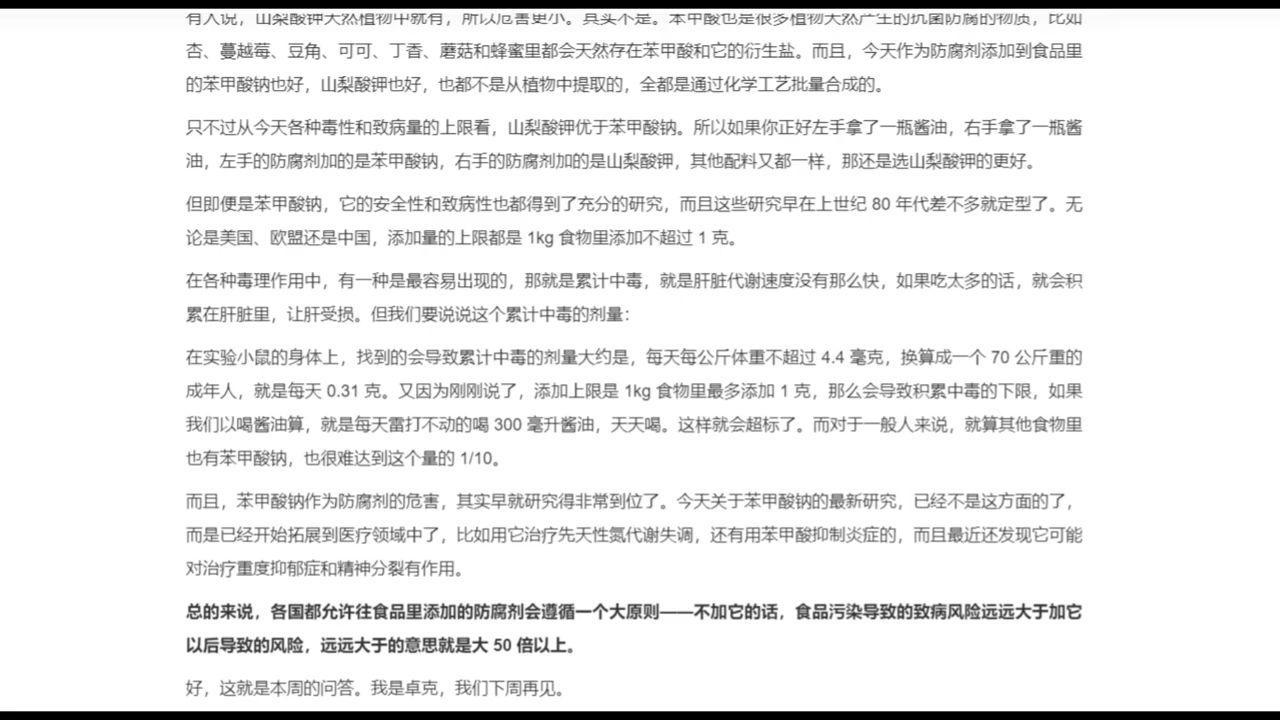 有人说，山梨酸钾天然植物中就有，所以危害更小。其实不是。苯甲酸也是很多植物天然产生的抗菌防腐的物质，比如
杏、蔓越莓、豆角、可可、丁香、蘑菇和蜂蜜里都会天然存在苯甲酸和它的衍生盐。而且，今天作为防腐剂添加到食品里
的苯甲酸钠也好，山梨酸钾也好，也都不是从植物中提取的，全都是通过化学工艺批量合成的。
只不过从今天各种毒性和致病量的上限看，山梨酸钾优于苯甲酸钠。所以如果你正好左手拿了一瓶酱油，右手拿了一瓶酱
油，左手的防腐剂加的是苯甲酸钠，右手的防腐剂加的是山梨酸钾，其他配料又都一样，那还是选山梨酸钾的更好。
但即便是苯甲酸钠，它的安全性和致病性也都得到了充分的研究，而且这些研究早在上世纪 80 年代差不多就定型了。无
论是美国、欧盟还是中国，添加量的上限都是 1kg 食物里添加不超过 1 克。
在各种毒理作用中，有一种是最容易出现的，那就是累计中毒，就是肝脏代谢速度没有那么快，如果吃太多的话，就会积
累在肝脏里，让肝受损。但我们要说说这个累计中毒的剂量：
在实验小鼠的身体上，找到的会导致累计中毒的剂量大约是，每天每公斤体重不超过 4.4 毫克，换算成一个 70 公斤重的
成年人，就是每天 0.31 克。又因为刚刚说了，添加上限是 1kg 食物里最多添加 1 克，那么会导致积累中毒的下限，如果
我们以喝酱油算，就是每天雷打不动的喝 300 毫升酱油，天天喝。这样就会超标了。而对于一般人来说，就算其他食物里
也有苯甲酸钠，也很难达到这个量的 1/10。
而且，苯甲酸钠作为防腐剂的危害，其实早就研究得非常到位了。今天关于苯甲酸钠的最新研究，已经不是这方面的了，
而是已经开始拓展到医疗领域中了，比如用它治疗先天性氮代谢失调，还有用苯甲酸抑制炎症的，而且最近还发现它可能
对治疗重度抑郁症和精神分裂有作用。
总的来说，各国都允许往食品里添加的防腐剂会遵循一个大原则——不加它的话，食品污染导致的致病风险远远大于加它
以后导致的风险，远远大于的意思就是大 50 倍以上。
好，这就是本周的问答。我是卓克，我们下周再见。